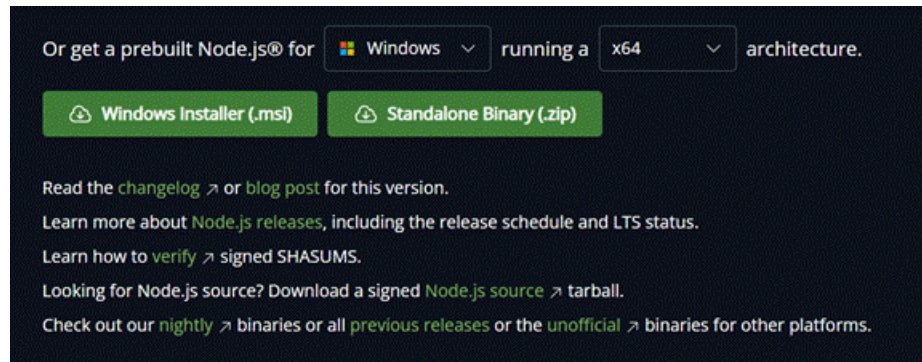 Or get a prebuilt Node.js® for Windows running a x64 architecture.
Windows Installer (.msi) Standalone Binary (.zip)
Read the changelog or blog post for this version.
Learn more about Node.js releases, including the release schedule and LTS status.
Learn how to verify signed SHASUMS.
Looking for Node.js source? Download a signed Node.js source tarball.
Check out our nightly binaries or all previous releases or the unofficial binaries for other platforms.